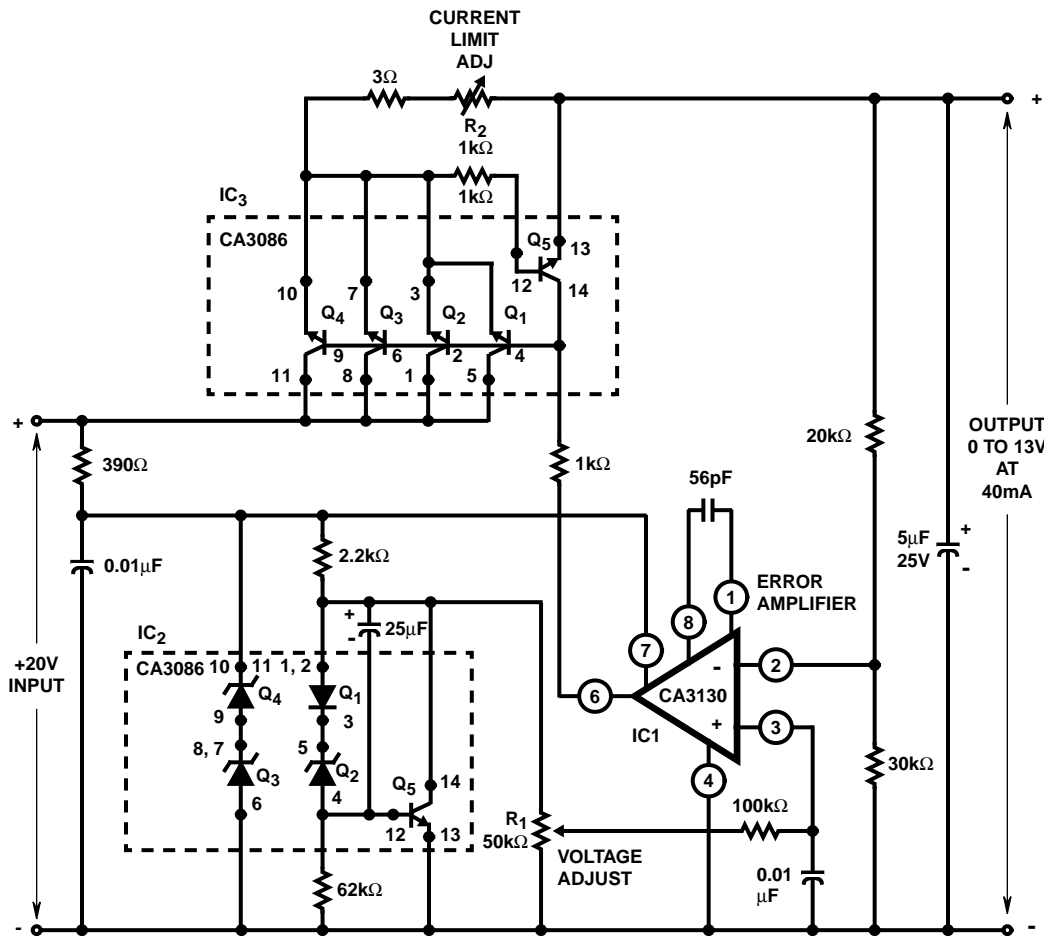 CURRENT
LIMIT
ADJ
3Ω
R2
1kΩ
1kΩ
+
IC3
CA3086
Q5
13
12
14
10
7
3
Q4
Q3
Q2
Q1
9
6
2
4
11
8
1
5
+
390Ω
1kΩ
20kΩ
OUTPUT
0 TO 13V
AT
40mA
56pF
0.01μF
2.2kΩ
5μF
25V
+
-
ERROR
AMPLIFIER
1
8
7
+
-
25μF
IC2
CA3086
+20V
INPUT
10
11
1, 2
Q4
Q1
9
3
8, 7
5
Q3
Q2
6
4
Q5
14
12
13
6
-
2
CA3130
+
3
IC1
4
30kΩ
R1
50kΩ
100kΩ
VOLTAGE
ADJUST
62kΩ
0.01
μF
-
-